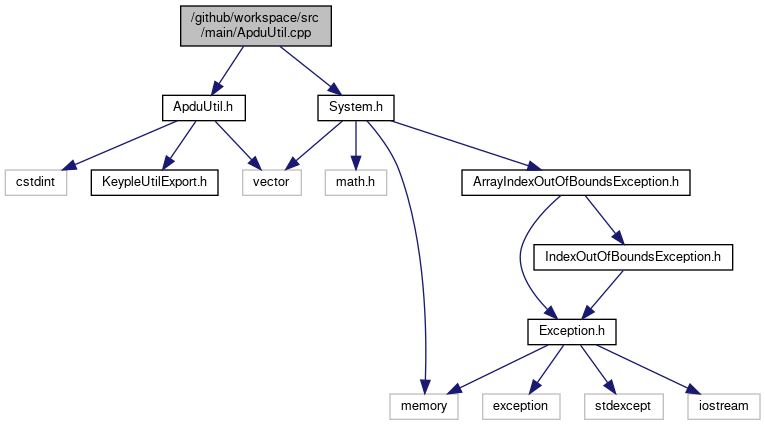 /github/workspace/src
/main/ApduUtil.cpp
ApduUtil.h
System.h
cstdint
KeypleUtilExport.h
vector
math.h
ArrayIndexOutOfBoundsException.h
IndexOutOfBoundsException.h
Exception.h
memory
exception
stdexcept
iostream